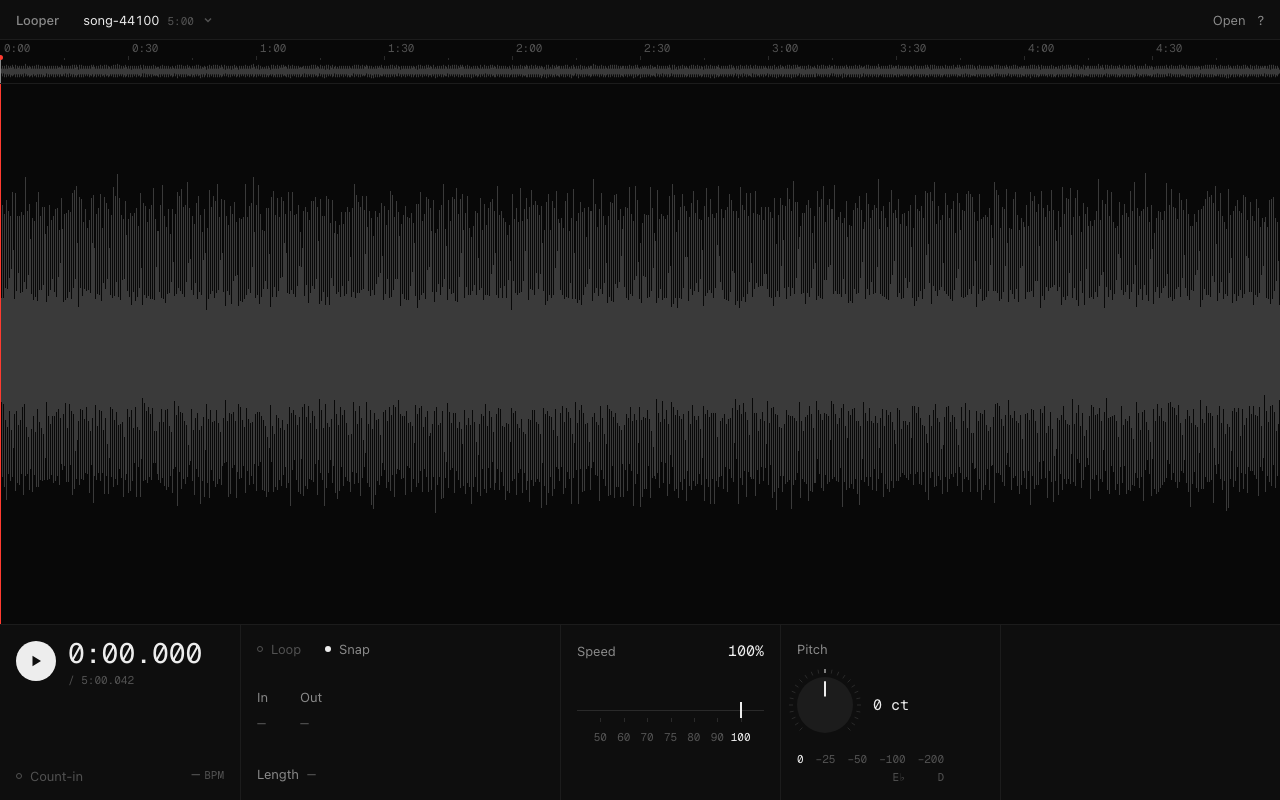 Looper song-44100 5:00 Open ?
0:00 0:30 1:00 1:30 2:00 2:30 3:00 3:30 4:00 4:30
0:00.000
/ 5:00.042
Count-in — BPM
Loop Snap
In Out
— —
Length —
Speed 100%
50 60 70 75 80 90 100
Pitch
0 ct
0 −25 −50 −100 −200
E♭ D